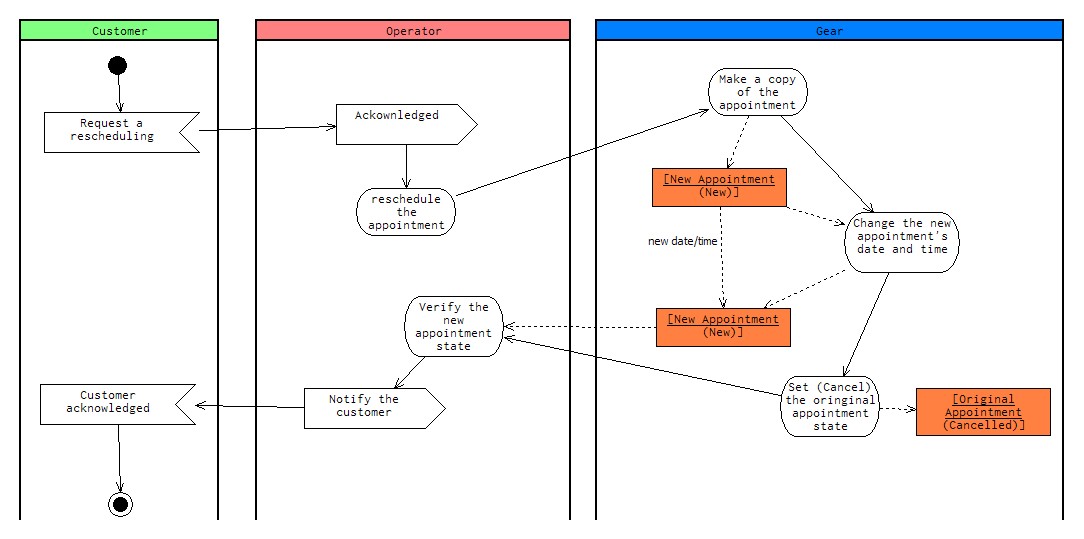 Customer
Operator
Gear
Request a
rescheduling
Ackownledged
reschedule
the
appointment
Make a copy
of the
appointment
[New Appointment
(New)]
Change the new
appointment's
date and time
new date/time
[New Appointment
(New)]
Verify the
new
appointment
state
Set (Cancel)
the oringinal
appointment
state
[Original
Appointment
(Cancelled)]
Notify the
customer
Customer
acknowledged